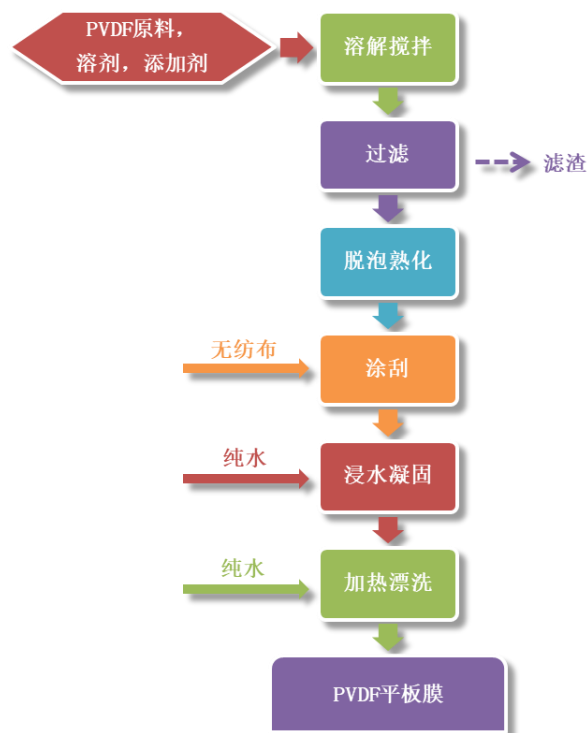 PVDF原料，
溶剂，添加剂
溶解搅拌
过滤
滤渣
脱泡熟化
无纺布
涂刮
纯水
浸水凝固
纯水
加热漂洗
PVDF平板膜